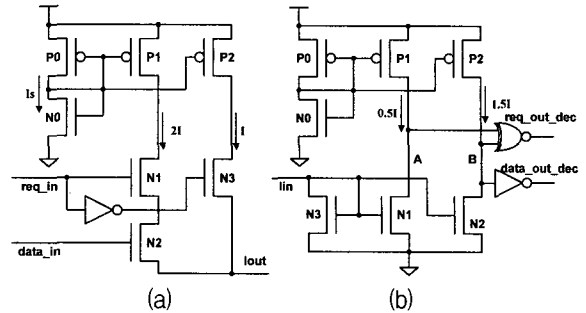 P0
P1
P2
Is
N0
2I
I
req_in
N1
N3
N2
data_in
Iout
(a)
P0
P1
P2
N0
0.5I
1.5I
req_out_dec
A
B
data_out_dec
Iin
N3
N1
N2
(b)